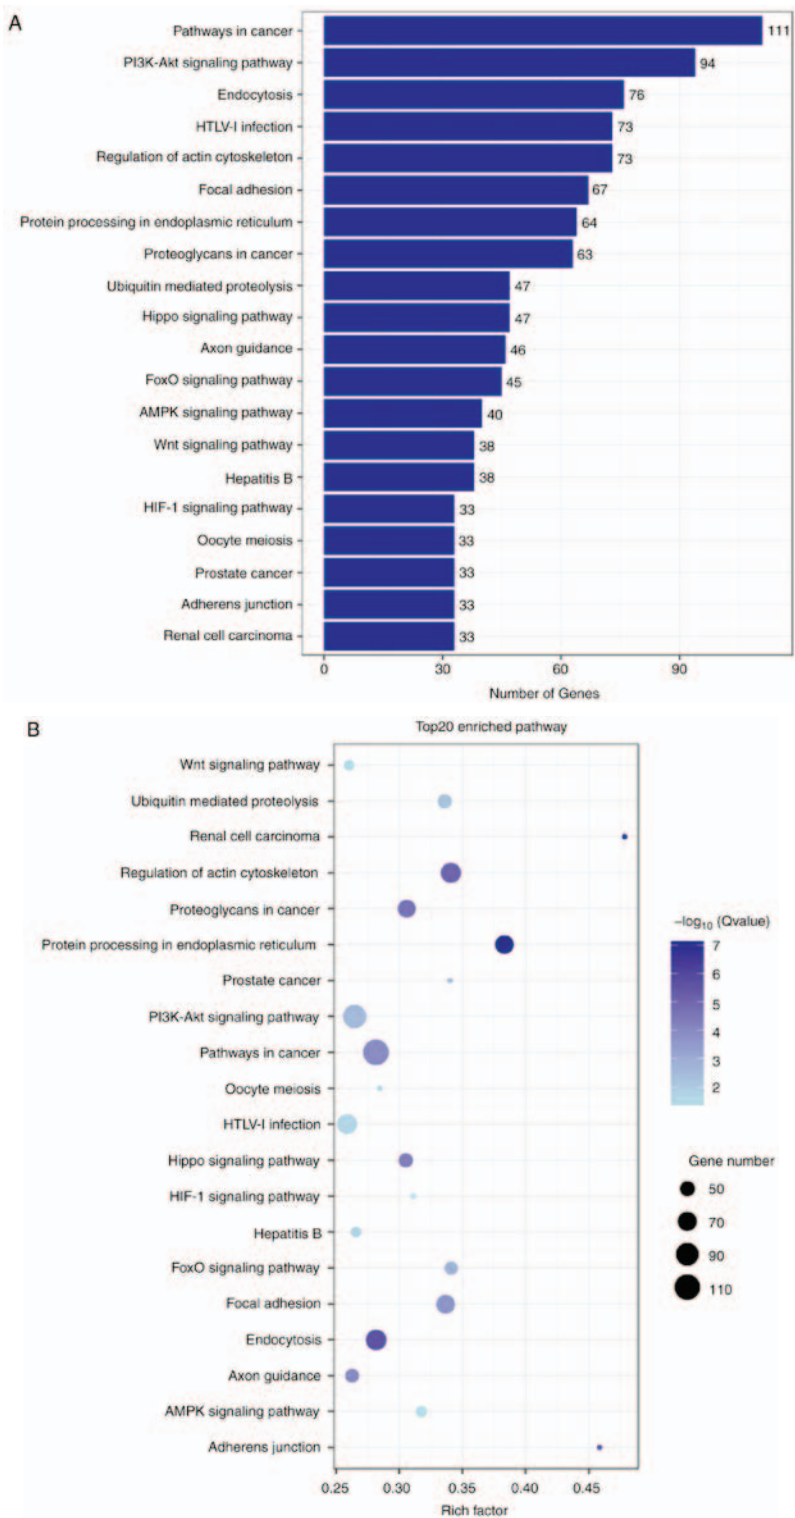 A
Pathways in cancer 111
PI3K-Akt signaling pathway 94
Endocytosis 76
HTLV-I infection 73
Regulation of actin cytoskeleton 73
Focal adhesion 67
Protein processing in endoplasmic reticulum 64
Proteoglycans in cancer 63
Ubiquitin mediated proteolysis 47
Hippo signaling pathway 47
Axon guidance 46
FoxO signaling pathway 45
AMPK signaling pathway 40
Wnt signaling pathway 38
Hepatitis B 38
HIF-1 signaling pathway 33
Oocyte meiosis 33
Prostate cancer 33
Adherens junction 33
Renal cell carcinoma 33
0 30 60 90
Number of Genes
B
Top20 enriched pathway
Wnt signaling pathway
Ubiquitin mediated proteolysis
Renal cell carcinoma
Regulation of actin cytoskeleton
Proteoglycans in cancer
Protein processing in endoplasmic reticulum
Prostate cancer
PI3K-Akt signaling pathway
Pathways in cancer
Oocyte meiosis
HTLV-I infection
Hippo signaling pathway
HIF-1 signaling pathway
Hepatitis B
FoxO signaling pathway
Focal adhesion
Endocytosis
Axon guidance
AMPK signaling pathway
Adherens junction
0.25 0.30 0.35 0.40 0.45
Rich factor
–log10 (Qvalue)
7
6
5
4
3
2
Gene number
50
70
90
110